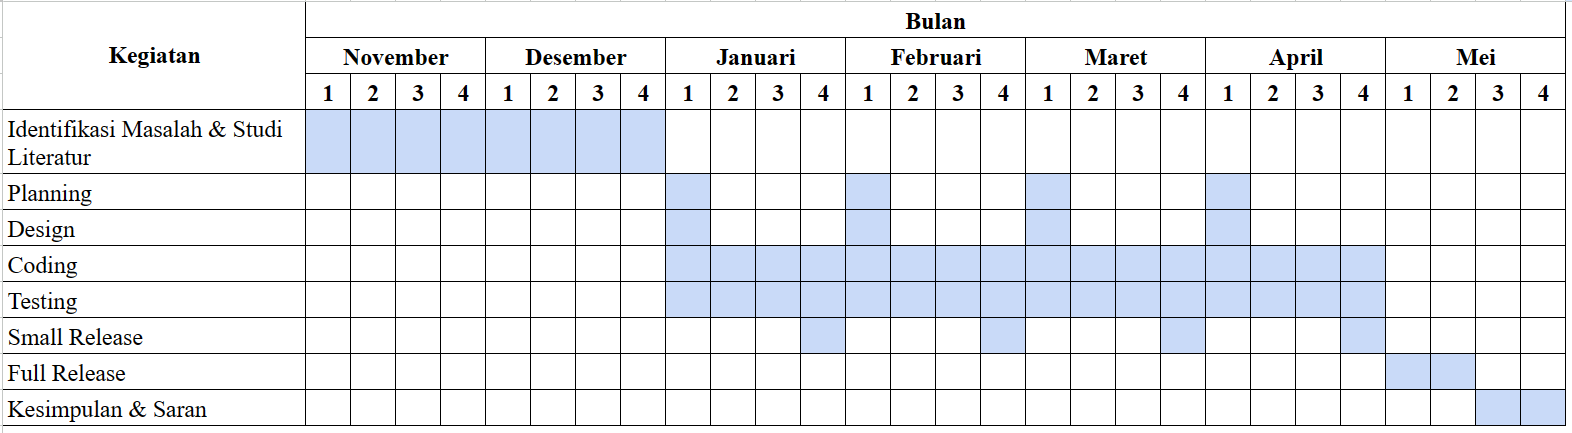 Bulan
Kegiatan
November Desember Januari Februari Maret April Mei
1 2 3 4 1 2 3 4 1 2 3 4 1 2 3 4 1 2 3 4 1 2 3 4 1 2 3 4
Identifikasi Masalah & Studi
Literatur
Planning
Design
Coding
Testing
Small Release
Full Release
Kesimpulan & Saran